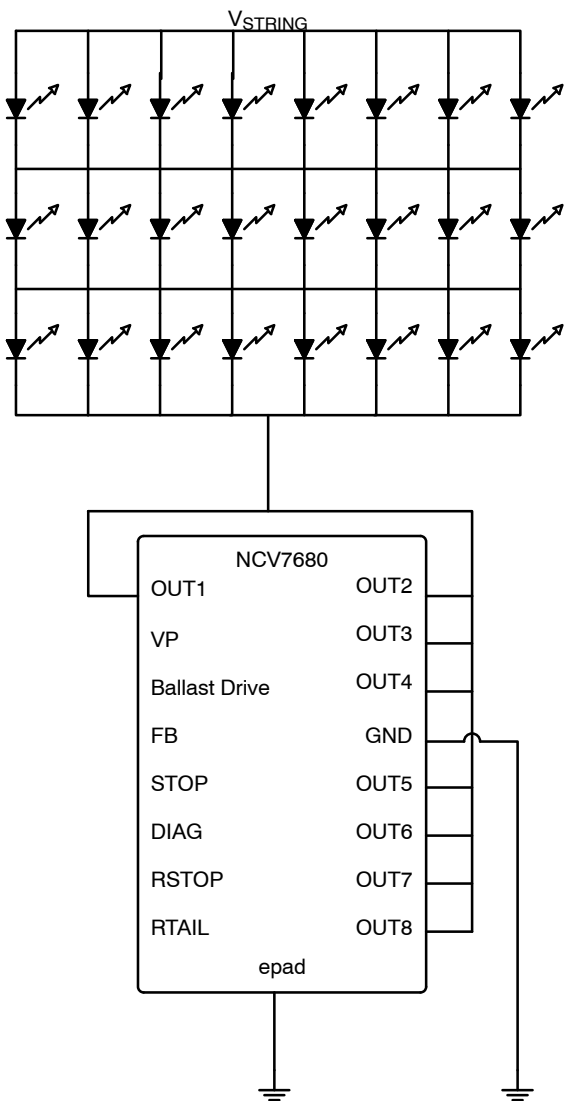 VSTRING
NCV7680
OUT1
VP
Ballast Drive
FB
STOP
DIAG
RSTOP
RTAIL
OUT2
OUT3
OUT4
GND
OUT5
OUT6
OUT7
OUT8
epad